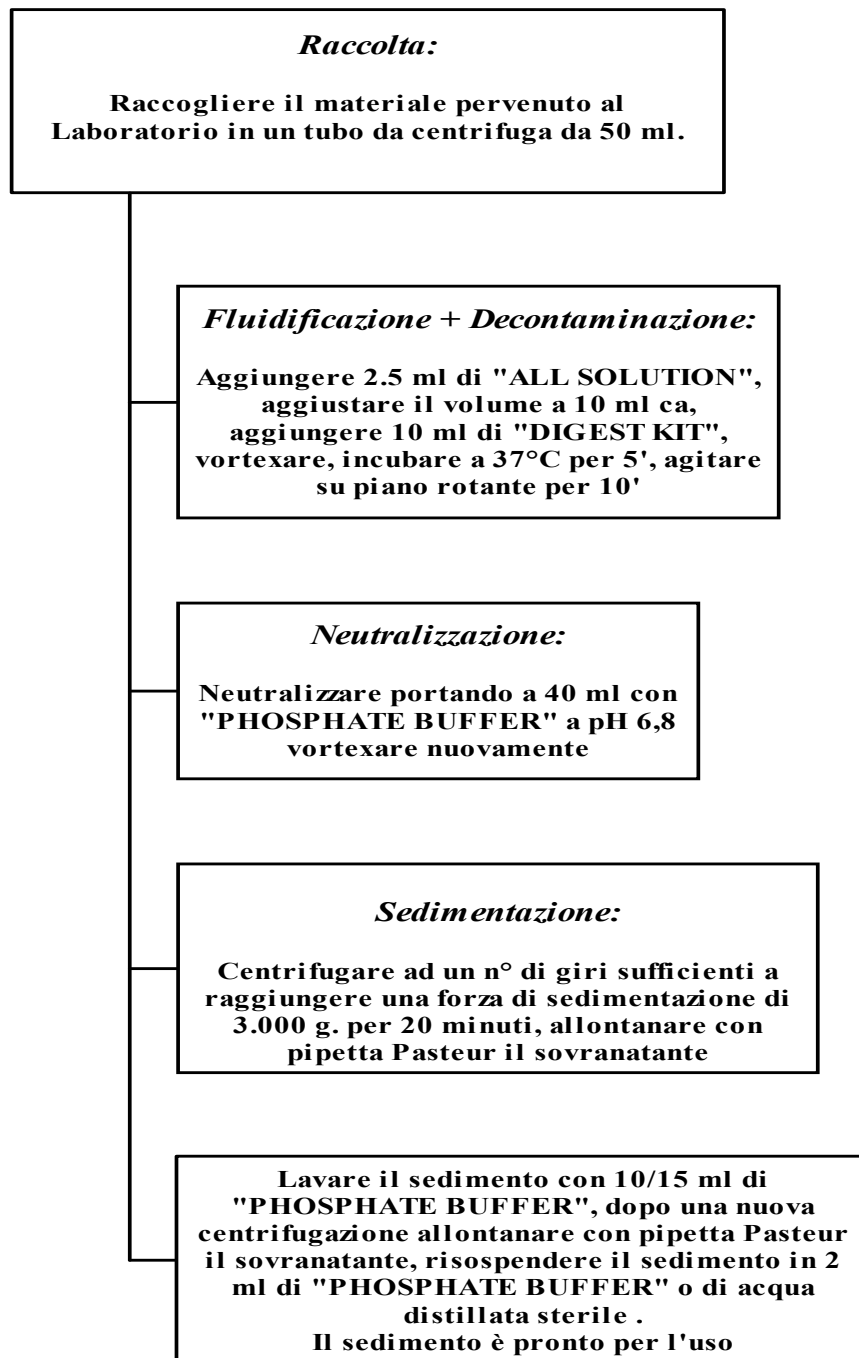 Raccolta:
Raccogliere il materiale pervenuto al
Laboratorio in un tubo da centrifuga da 50 ml.
Fluidificazione + Decontaminazione:
Aggiungere 2.5 ml di "ALL SOLUTION",
aggiustare il volume a 10 ml ca,
aggiungere 10 ml di "DIGEST KIT",
vortexare, incubare a 37°C per 5', agitare
su piano rotante per 10'
Neutralizzazione:
Neutralizzare portando a 40 ml con
"PHOSPHATE BUFFER" a pH 6,8
vortexare nuovamente
Sedimentazione:
Centrifugare ad un n° di giri sufficienti a
raggiungere una forza di sedimentazione di
3.000 g. per 20 minuti, allontanare con
pipetta Pasteur il sovranatante
Lavare il sedimento con 10/15 ml di
"PHOSPHATE BUFFER", dopo una nuova
centrifugazione allontanare con pipetta Pasteur
il sovranatante, risospendere il sedimento in 2
ml di "PHOSPHATE BUFFER" o di acqua
distillata sterile .
Il sedimento è pronto per l'uso